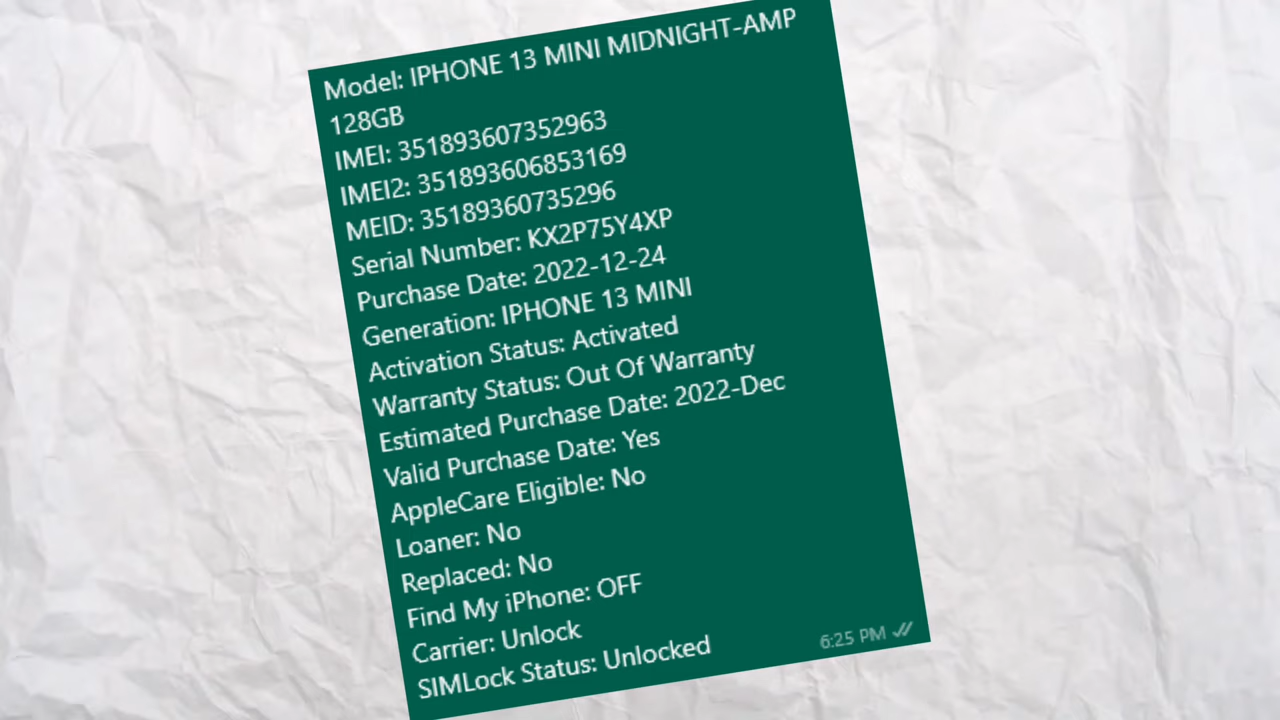 Model: IPHONE 13 MINI MIDNIGHT-AMP
128GB
IMEI: 351893607352963
IMEI2: 351893606853169
MEID: 35189360735296
Serial Number: KX2P75Y4XP
Purchase Date: 2022-12-24
Generation: IPHONE 13 MINI
Activation Status: Activated
Warranty Status: Out Of Warranty
Estimated Purchase Date: 2022-Dec
Valid Purchase Date: Yes
AppleCare Eligible: No
Loaner: No
Replaced: No
Find My iPhone: OFF
Carrier: Unlock
SIMLock Status: Unlocked
6:25 PM